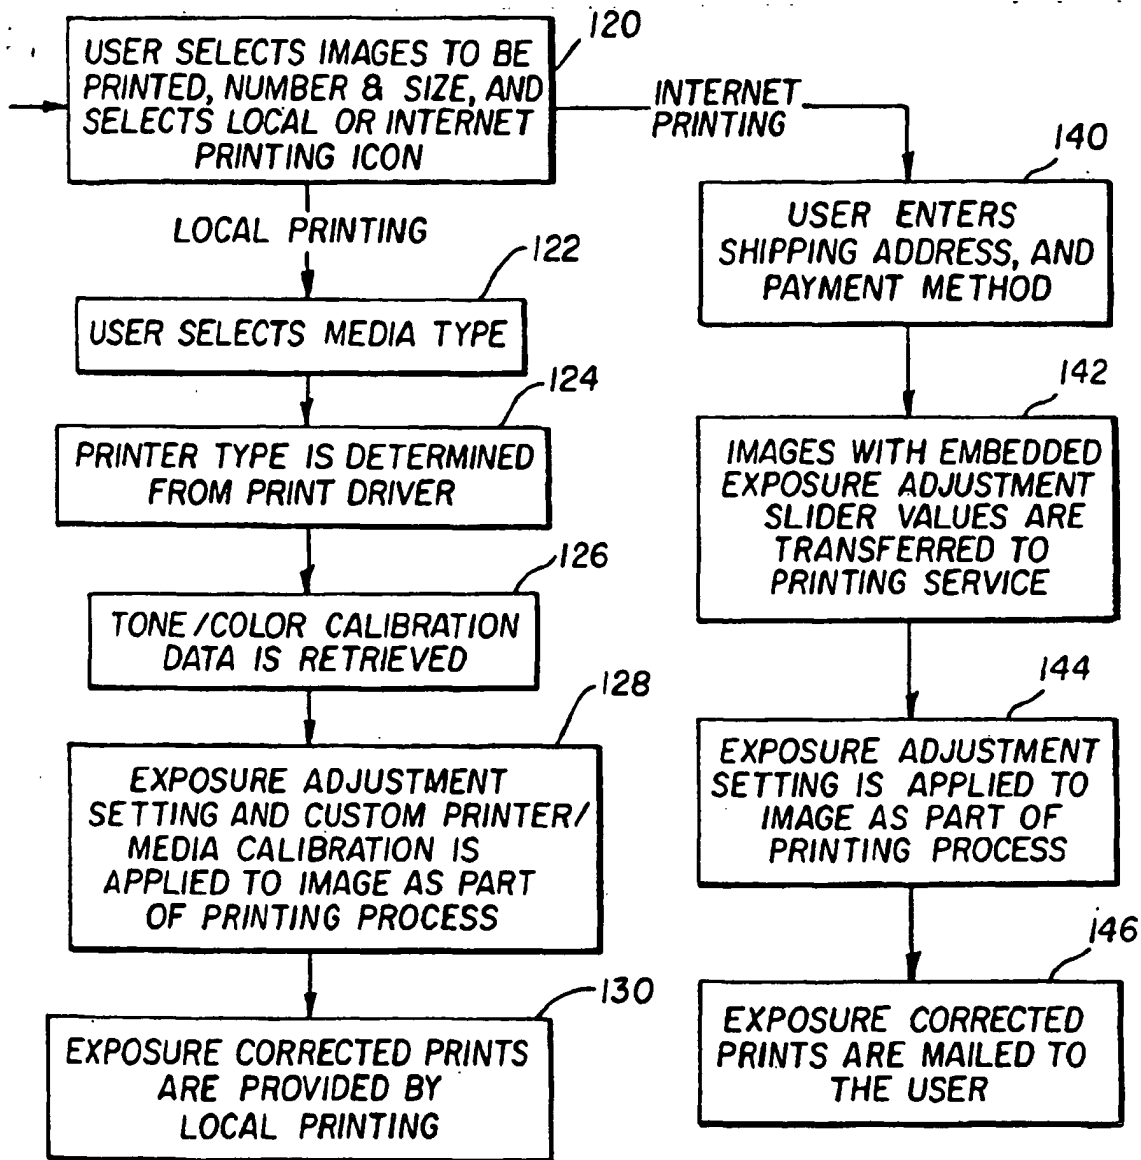 120
USER SELECTS IMAGES TO BE
PRINTED, NUMBER & SIZE, AND
SELECTS LOCAL OR INTERNET
PRINTING ICON
INTERNET
PRINTING
LOCAL PRINTING
122
USER SELECTS MEDIA TYPE
124
PRINTER TYPE IS DETERMINED
FROM PRINT DRIVER
126
TONE/COLOR CALIBRATION
DATA IS RETRIEVED
128
EXPOSURE ADJUSTMENT
SETTING AND CUSTOM PRINTER/
MEDIA CALIBRATION IS
APPLIED TO IMAGE AS PART
OF PRINTING PROCESS
130
EXPOSURE CORRECTED PRINTS
ARE PROVIDED BY
LOCAL PRINTING
140
USER ENTERS
SHIPPING ADDRESS, AND
PAYMENT METHOD
142
IMAGES WITH EMBEDDED
EXPOSURE ADJUSTMENT
SLIDER VALUES ARE
TRANSFERRED TO
PRINTING SERVICE
144
EXPOSURE ADJUSTMENT
SETTING IS APPLIED TO
IMAGE AS PART OF
PRINTING PROCESS
146
EXPOSURE CORRECTED
PRINTS ARE MAILED TO
THE USER